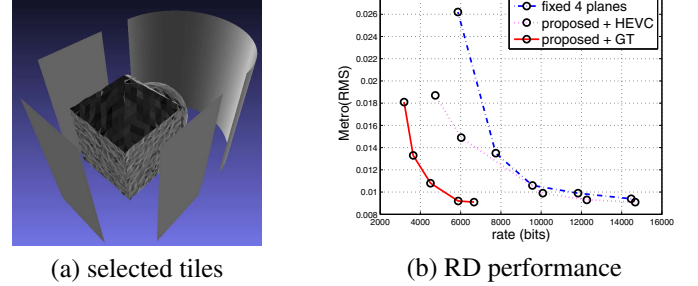 fixed 4 planes
proposed + HEVC
proposed + GT
0.026
0.024
0.022
0.02
0.018
0.016
0.014
0.012
0.01
0.008
Metro(RMS)
2000 4000 6000 8000 10000 12000 14000 16000
rate (bits)
(a) selected tiles
(b) RD performance